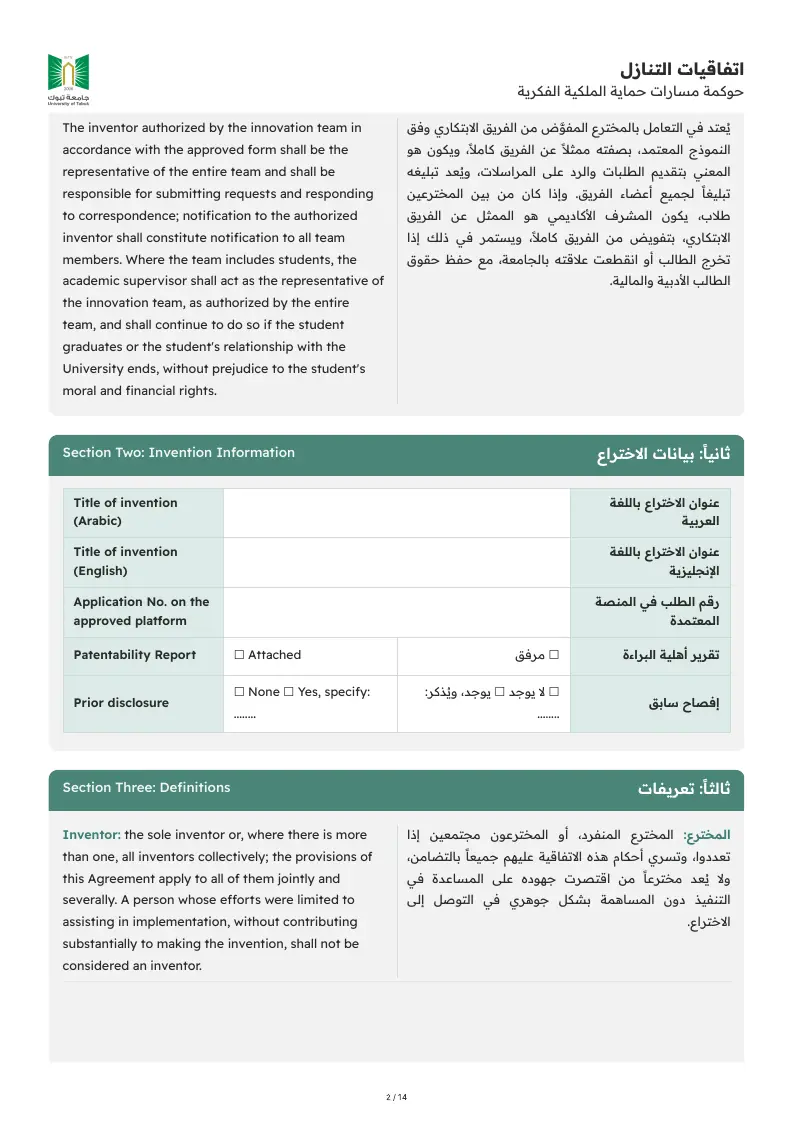 اتفاقيات التنازل
حوكمة مسارات حماية الملكية الفكرية
جامعة تبوك
University of Tabuk
The inventor authorized by the innovation team in
accordance with the approved form shall be the
representative of the entire team and shall be
responsible for submitting requests and responding
to correspondence; notification to the authorized
inventor shall constitute notification to all team
members. Where the team includes students, the
academic supervisor shall act as the representative of
the innovation team, as authorized by the entire
team, and shall continue to do so if the student
graduates or the student's relationship with the
University ends, without prejudice to the student's
moral and financial rights.
يُعتد في التعامل بالمخترع المفوَّض من الفريق الابتكاري وفق
النموذج المعتمد، بصفته ممثلاً عن الفريق كاملاً، ويكون هو
المعني بتقديم الطلبات والرد على المراسلات، ويُعد تبليغه
تبليغاً لجميع أعضاء الفريق. وإذا كان من بين المخترعين
طلاب، يكون المشرف الأكاديمي هو الممثل عن الفريق
الابتكاري، بتفويض من الفريق كاملاً، ويستمر في ذلك إذا
تخرج الطالب أو انقطعت علاقته بالجامعة، مع حفظ حقوق
الطالب الأدبية والمالية.
Section Two: Invention Information
ثانياً: بيانات الاختراع
Title of invention
(Arabic)
عنوان الاختراع باللغة
العربية
Title of invention
(English)
عنوان الاختراع باللغة
الإنجليزية
Application No. on the
approved platform
رقم الطلب في المنصة
المعتمدة
Patentability Report
☐ Attached
☐ مرفق
تقرير أهلية البراءة
Prior disclosure
☐ None ☐ Yes, specify:
........
☐ لا يوجد ☐ يوجد، ويُذكر:
........
إفصاح سابق
Section Three: Definitions
ثالثاً: تعريفات
Inventor: the sole inventor or, where there is more
than one, all inventors collectively; the provisions of
this Agreement apply to all of them jointly and
severally. A person whose efforts were limited to
assisting in implementation, without contributing
substantially to making the invention, shall not be
considered an inventor.
المخترع: المخترع المنفرد، أو المخترعون مجتمعين إذا
تعددوا، وتسري أحكام هذه الاتفاقية عليهم جميعاً بالتضامن،
ولا يُعد مخترعاً من اقتصرت جهوده على المساعدة في
التنفيذ دون المساهمة بشكل جوهري في التوصل إلى
الاختراع.
2 / 14